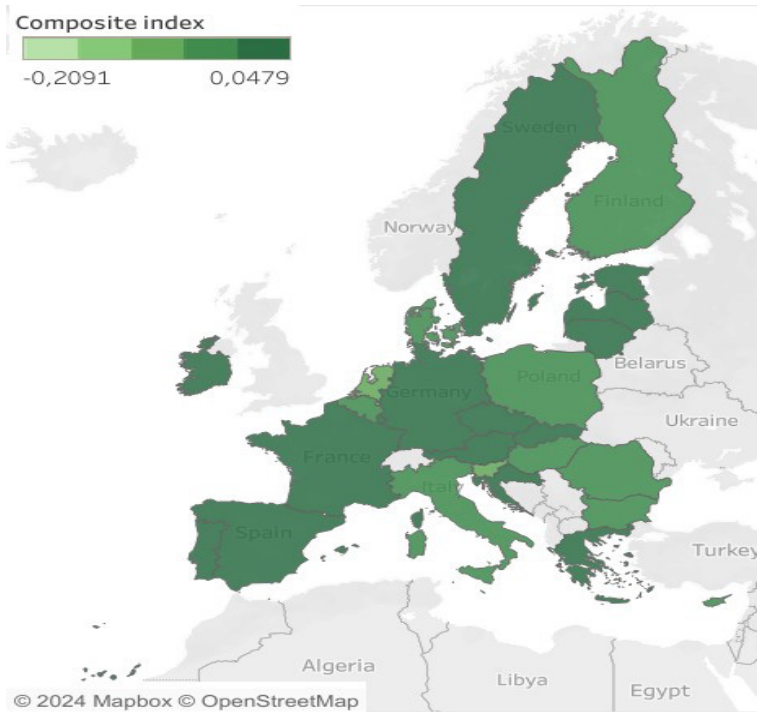 Composite index
-0,2091 0,0479
Sweden
Finland
Norway
Belarus
Poland
Germany
Ukraine
France
Italy
Spain
Turkey
Algeria
Libya
Egypt
© 2024 Mapbox © OpenStreetMap